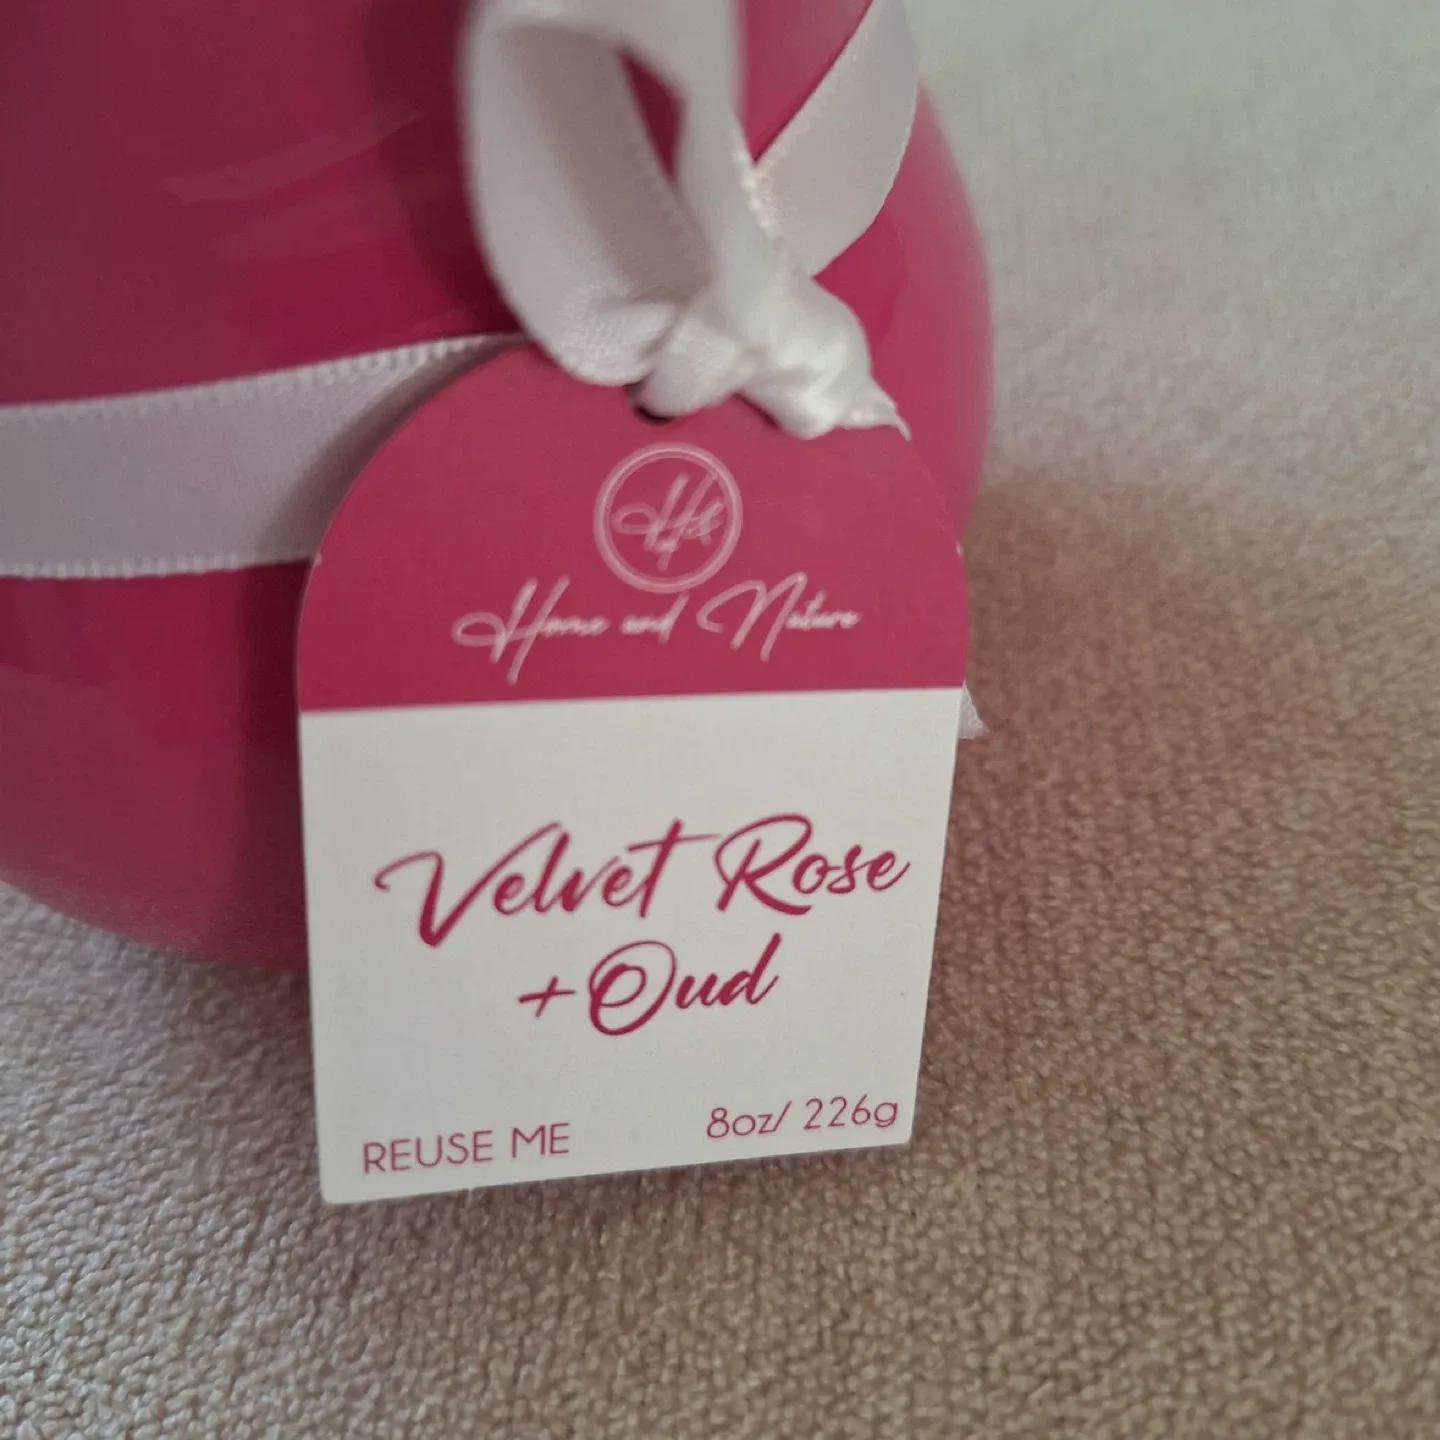 Home and Nature
Velvet Rose
+Oud
REUSE ME 8oz/ 226g